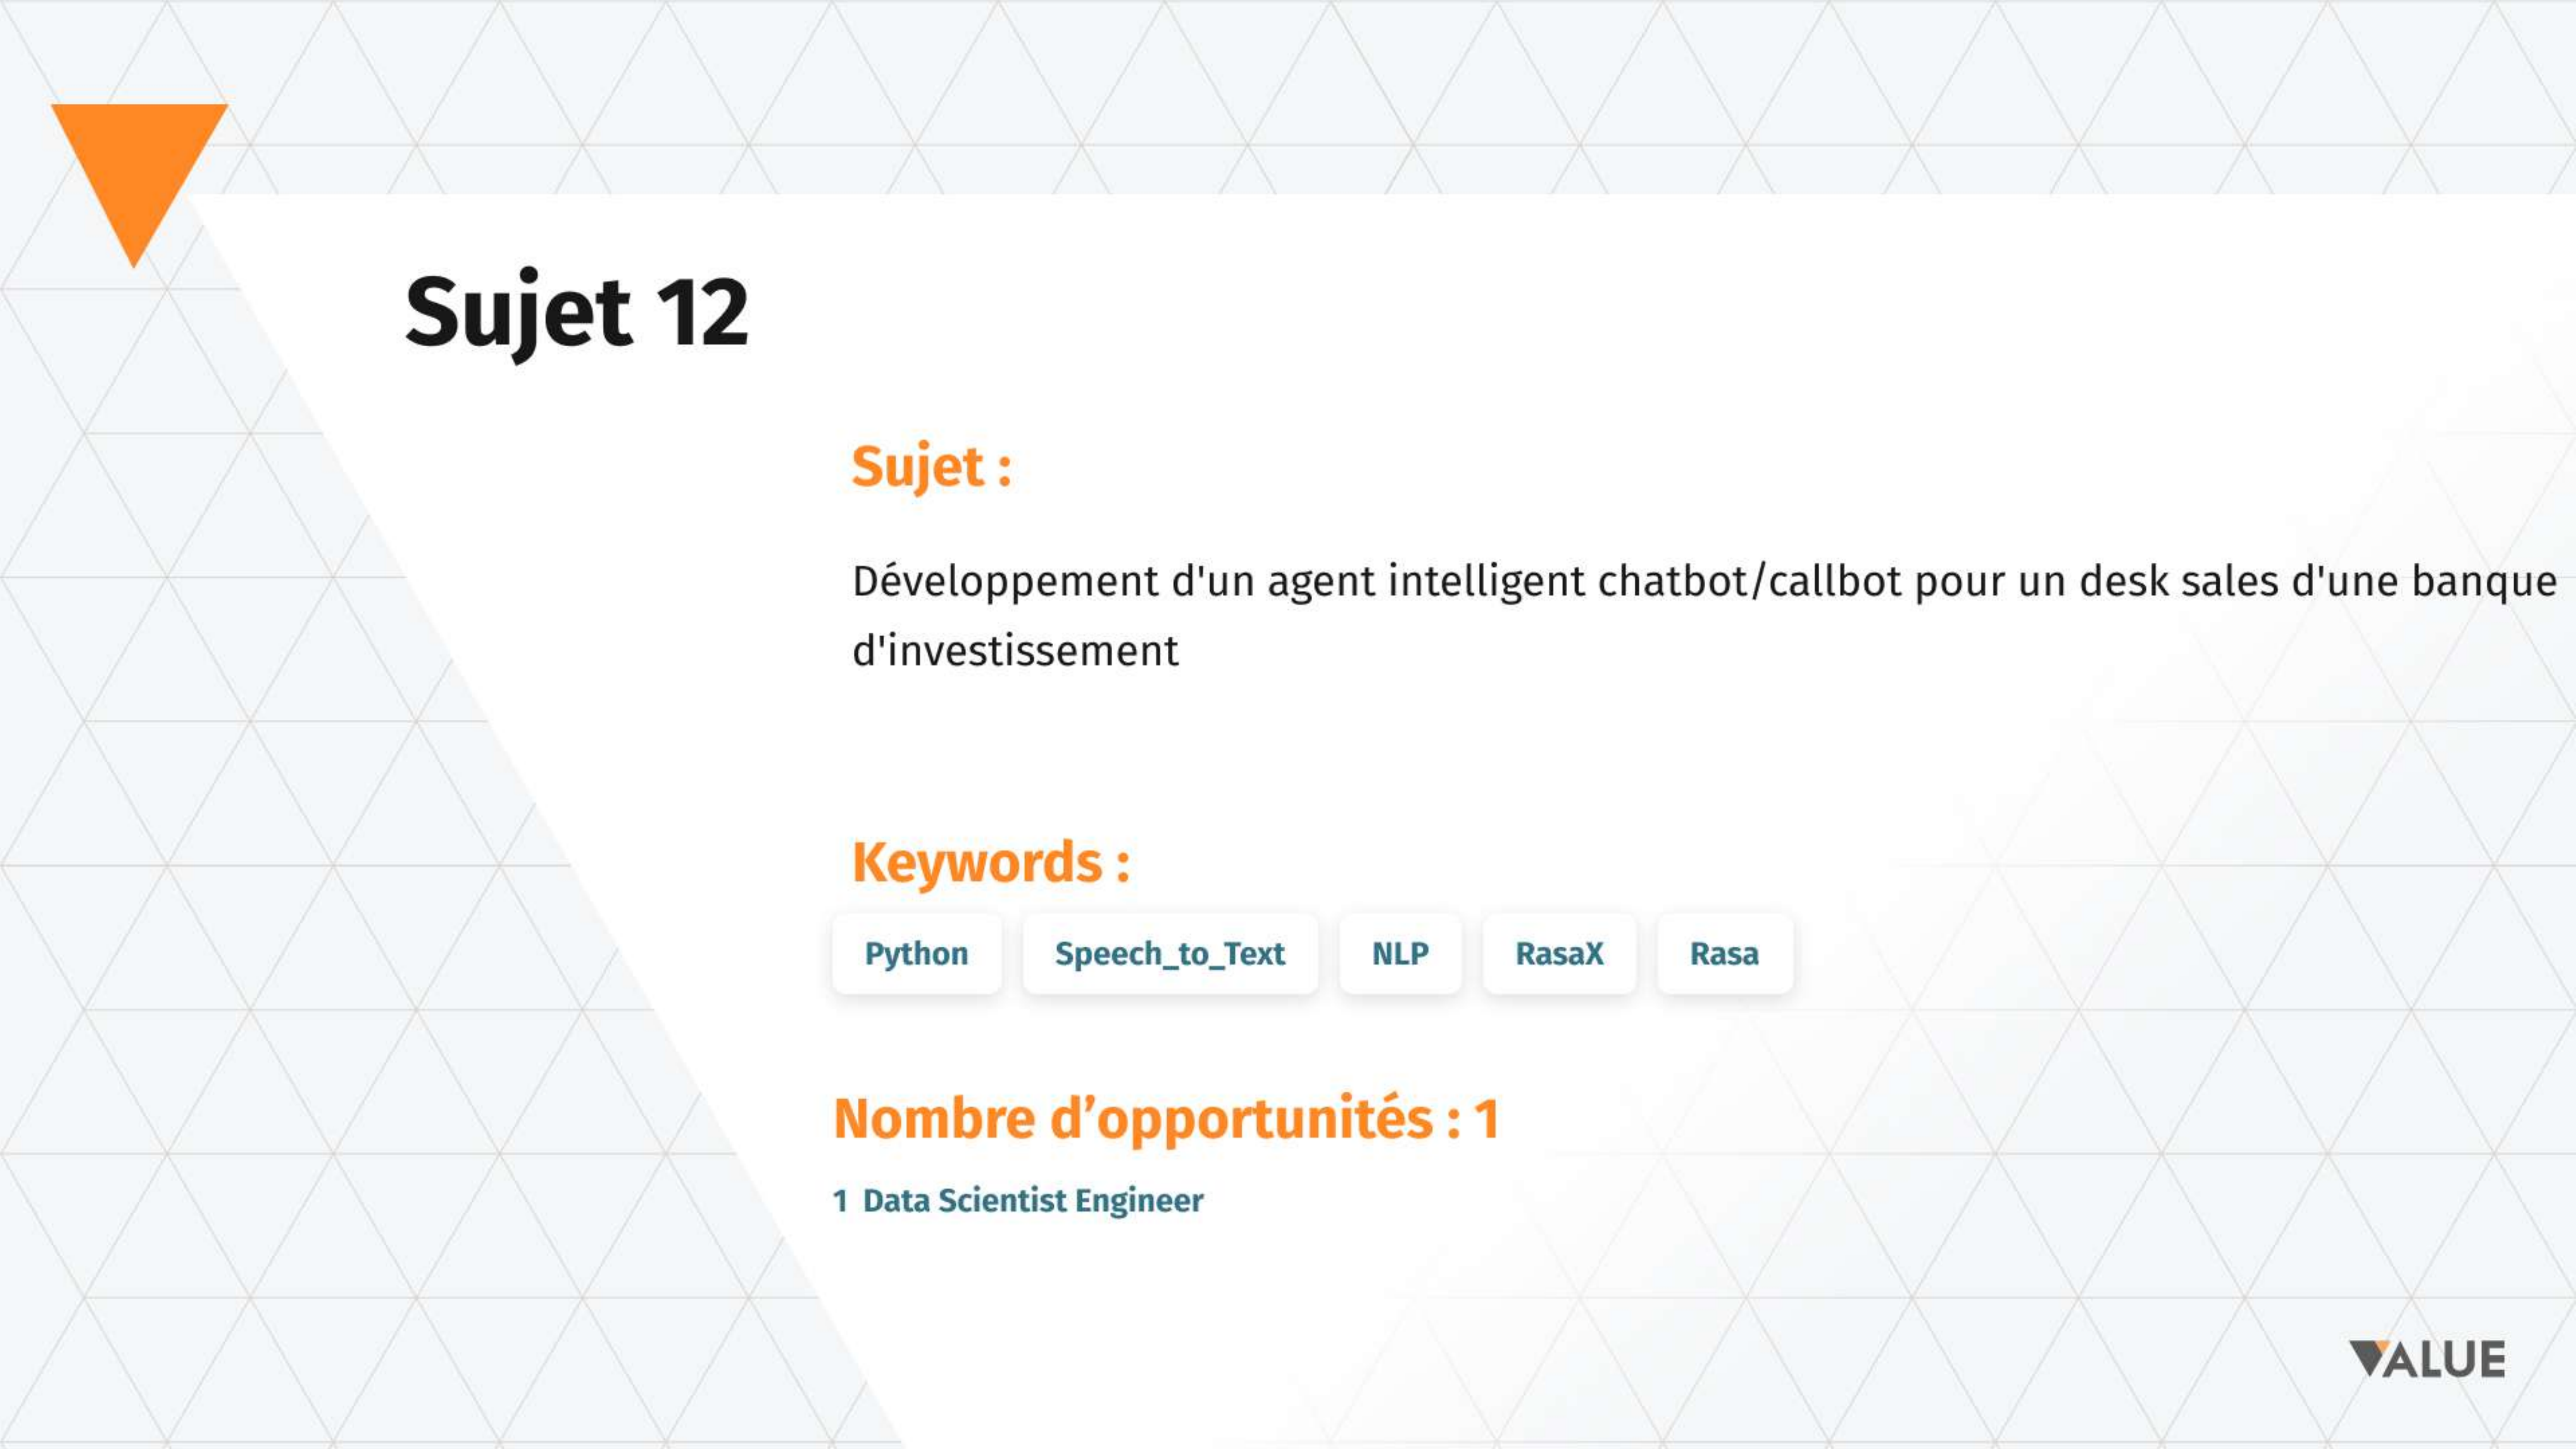 Sujet 12
Sujet :
Développement d'un agent intelligent chatbot/callbot pour un desk sales d'une banque
d'investissement
Keywords :
Python Speech_to_Text NLP RasaX Rasa
Nombre d’opportunités : 1
1 Data Scientist Engineer
VALUE